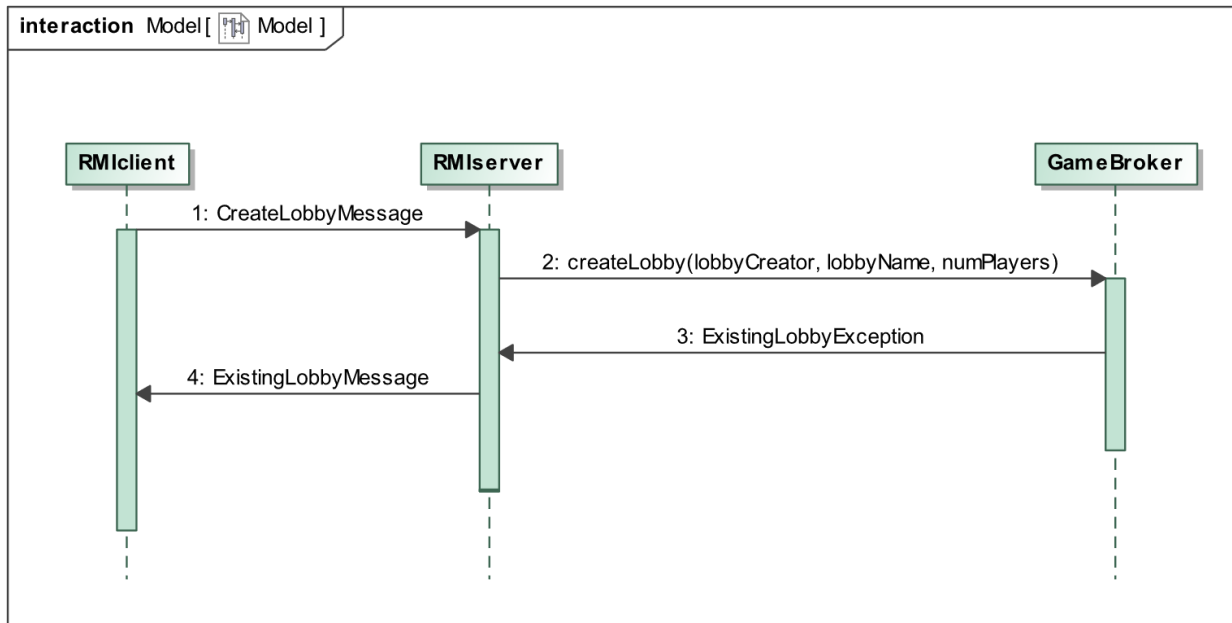 interaction Model [ Model ]
RMIclient RMIserver GameBroker
1: CreateLobbyMessage
2: createLobby(lobbyCreator, lobbyName, numPlayers)
3: ExistingLobbyException
4: ExistingLobbyMessage